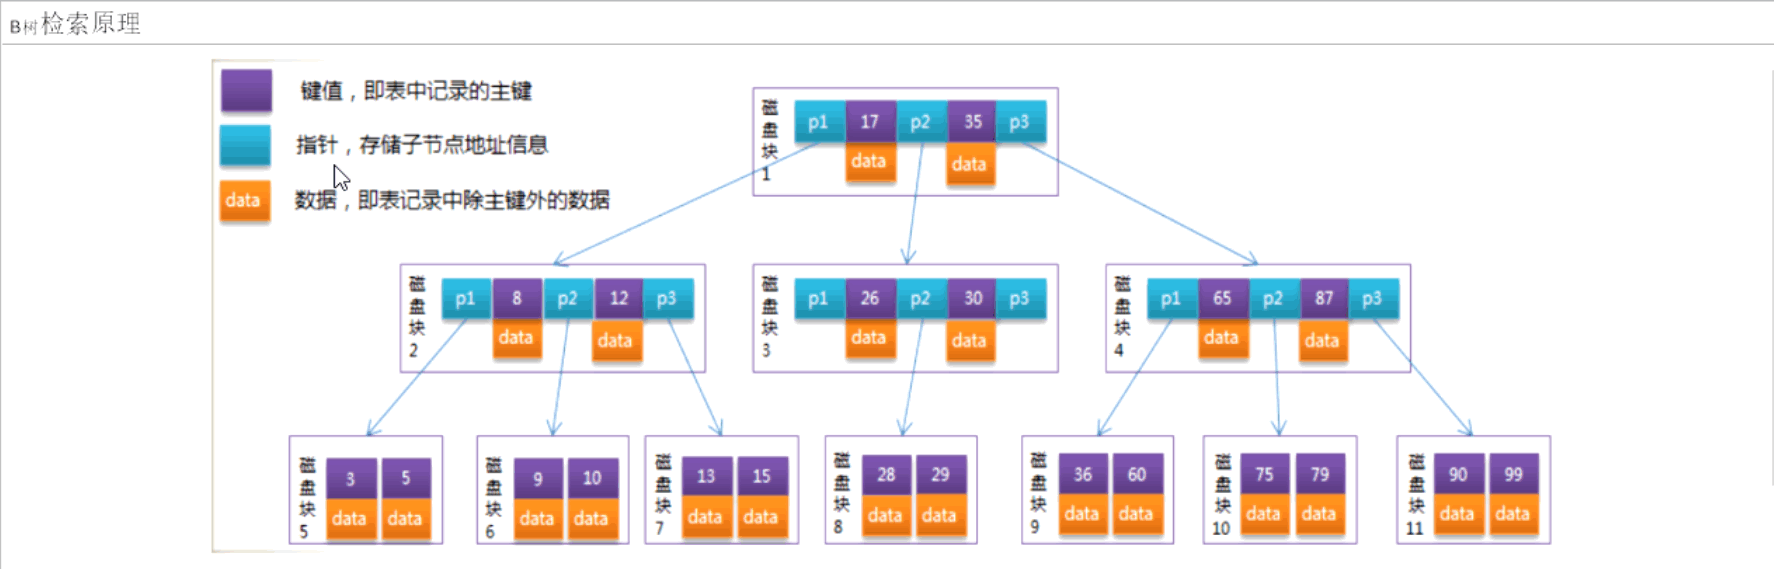 B树检索原理
键值，即表中记录的主键
指针，存储子节点地址信息
data 数据，即表记录中除主键外的数据
磁盘块1 p1 17 p2 35 p3
data data
磁盘块2 p1 8 p2 12 p3
data data
磁盘块3 p1 26 p2 30 p3
data data
磁盘块4 p1 65 p2 87 p3
data data
磁盘块5 3 5
data data
磁盘块6 9 10
data data
磁盘块7 13 15
data data
磁盘块8 28 29
data data
磁盘块9 36 60
data data
磁盘块10 75 79
data data
磁盘块11 90 99
data data